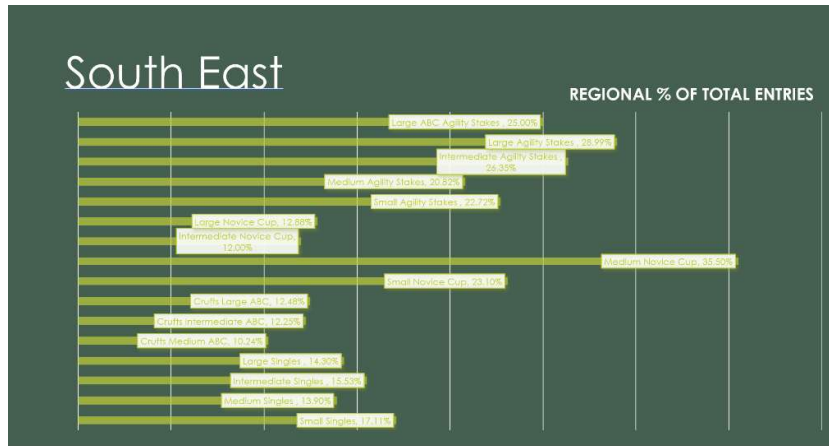 South East
REGIONAL % OF TOTAL ENTRIES
Large ABC Agility Stakes , 25.00%
Large Agility Stakes , 28.99%
Intermediate Agility Stakes ,
26.35%
Medium Agility Stakes, 20.82%
Small Agility Stakes , 22.72%
Large Novice Cup, 12.88%
Intermediate Novice Cup,
12.00%
Medium Novice Cup, 35.50%
Small Novice Cup, 23.10%
Crufts Large ABC, 12.48%
Crufts Intermediate ABC, 12.25%
Crufts Medium ABC, 10.24%
Large Singles , 14.30%
Intermediate Singles , 15.53%
Medium Singles , 13.90%
Small Singles, 17.11%